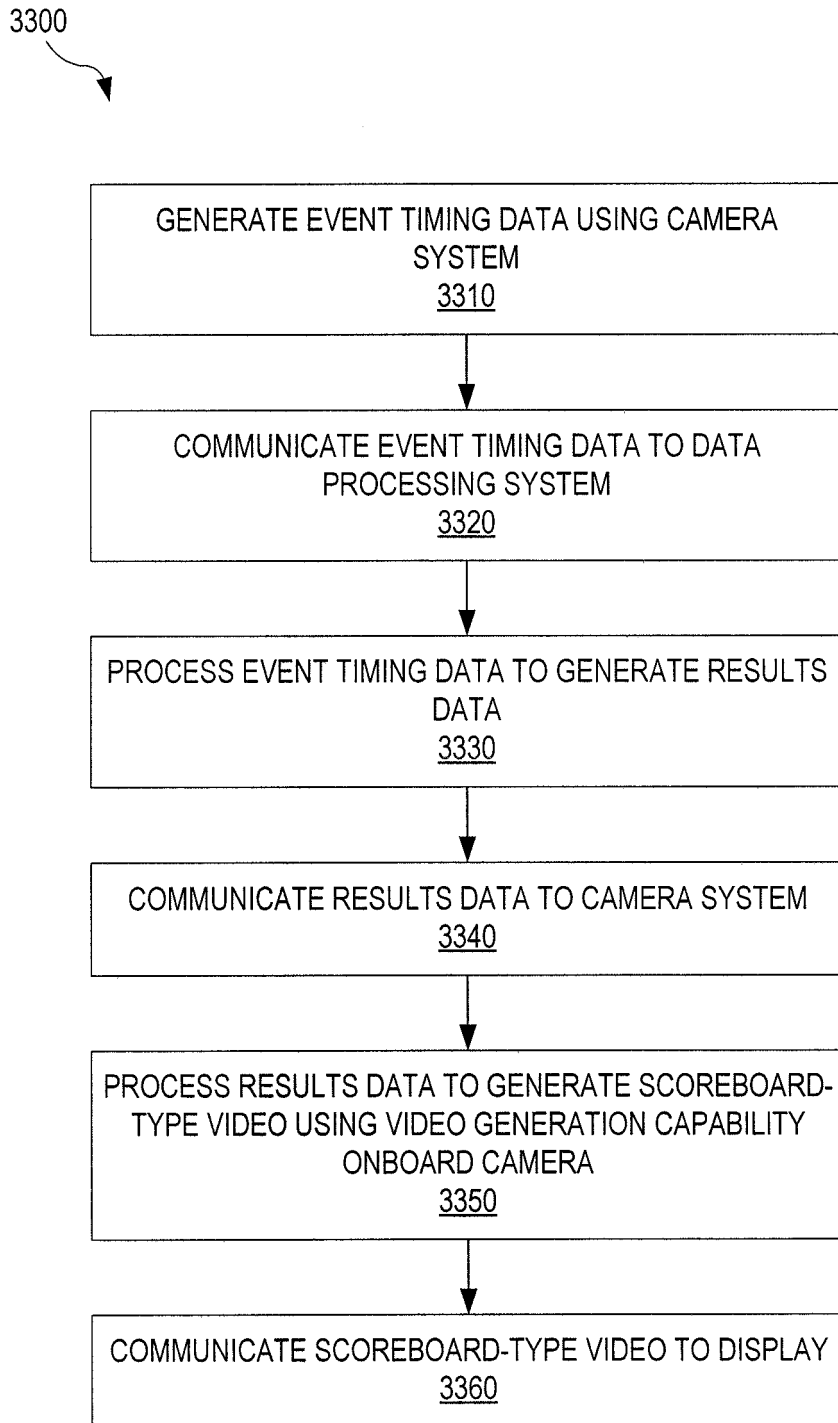 3300
GENERATE EVENT TIMING DATA USING CAMERA
SYSTEM
3310
COMMUNICATE EVENT TIMING DATA TO DATA
PROCESSING SYSTEM
3320
PROCESS EVENT TIMING DATA TO GENERATE RESULTS
DATA
3330
COMMUNICATE RESULTS DATA TO CAMERA SYSTEM
3340
PROCESS RESULTS DATA TO GENERATE SCOREBOARD-
TYPE VIDEO USING VIDEO GENERATION CAPABILITY
ONBOARD CAMERA
3350
COMMUNICATE SCOREBOARD-TYPE VIDEO TO DISPLAY
3360